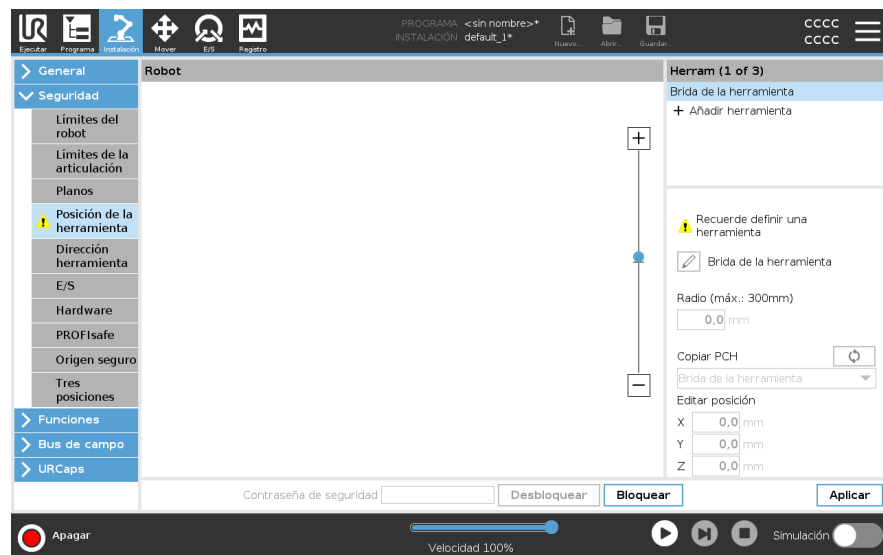 PROGRAMA <sin nombre>*
INSTALACIÓN default_1*
CCCC
CCCC
Ejecutar Programa Instalación Mover E/S Registro Nuevo... Abrir... Guardar...
General
Seguridad
Límites del
robot
Límites de la
articulación
Planos
Posición de la
herramienta
Dirección
herramienta
E/S
Hardware
PROFIsafe
Origen seguro
Tres
posiciones
Funciones
Bus de campo
URCaps
Robot
+
−
Herram (1 of 3)
Brida de la herramienta
+ Añadir herramienta
Recuerde definir una
herramienta
Brida de la herramienta
Radio (máx.: 300mm)
0,0 mm
Copiar PCH
Brida de la herramienta
Editar posición
X 0,0 mm
Y 0,0 mm
Z 0,0 mm
Contraseña de seguridad Desbloquear Bloquear Aplicar
Apagar
Velocidad 100%
Simulación